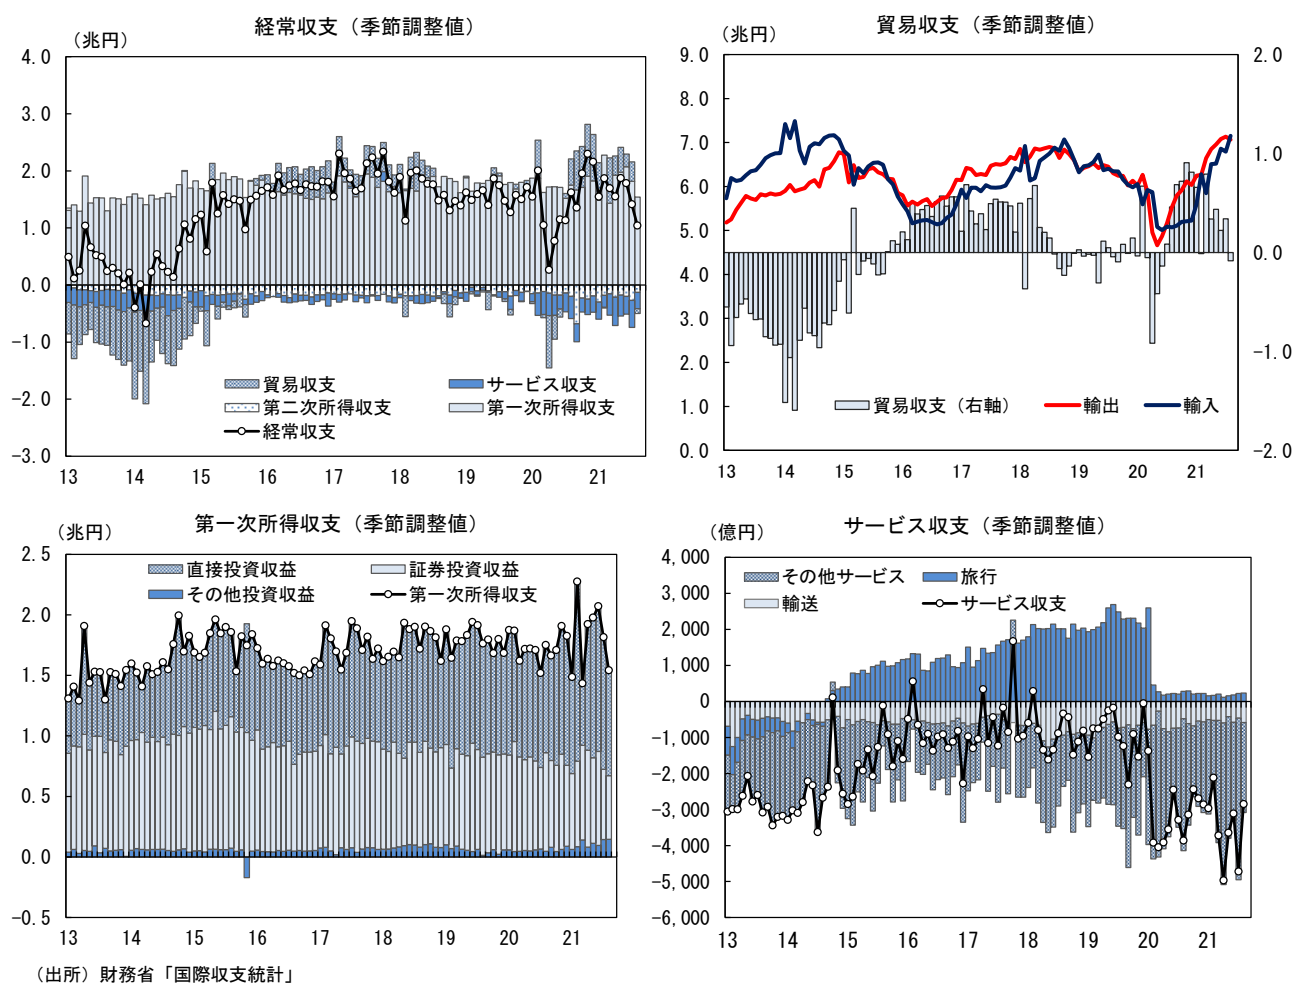 経常収支（季節調整値）
（兆円）
4.0
3.0
2.0
1.0
0.0
-1.0
-2.0
-3.0
貿易収支
サービス収支
第二次所得収支
第一次所得収支
経常収支
13 14 15 16 17 18 19 20 21
貿易収支（季節調整値）
（兆円）
9.0
8.0
7.0
6.0
5.0
4.0
3.0
2.0
1.0
0.0
2.0
1.0
0.0
-1.0
-2.0
貿易収支（右軸）
輸出
輸入
13 14 15 16 17 18 19 20 21
第一次所得収支（季節調整値）
（兆円）
2.5
2.0
1.5
1.0
0.5
0.0
-0.5
直接投資収益
証券投資収益
その他投資収益
第一次所得収支
13 14 15 16 17 18 19 20 21
サービス収支（季節調整値）
（億円）
4,000
3,000
2,000
1,000
0
-1,000
-2,000
-3,000
-4,000
-5,000
-6,000
その他サービス
旅行
輸送
サービス収支
13 14 15 16 17 18 19 20 21
（出所）財務省「国際収支統計」